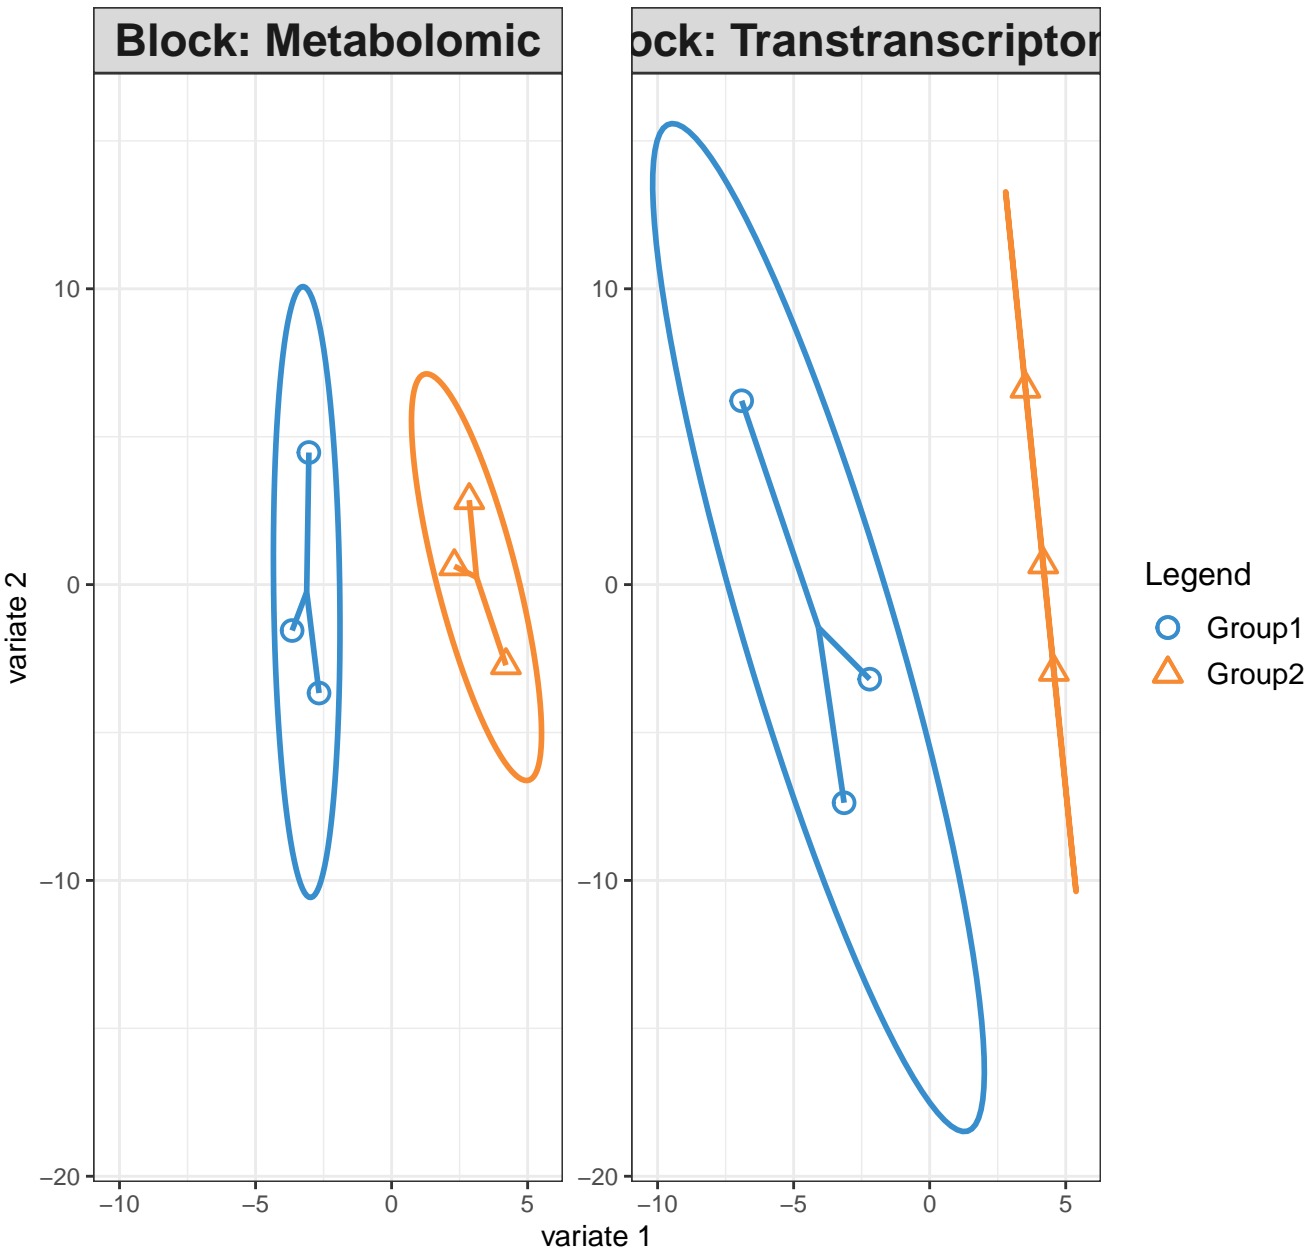 Block: Metabolomic
ock: Transtranscripto
variate 2
10
0
−10
−20
10
0
−10
−20
−10 −5 0 5
−10 −5 0 5
variate 1
Legend
Group1
Group2